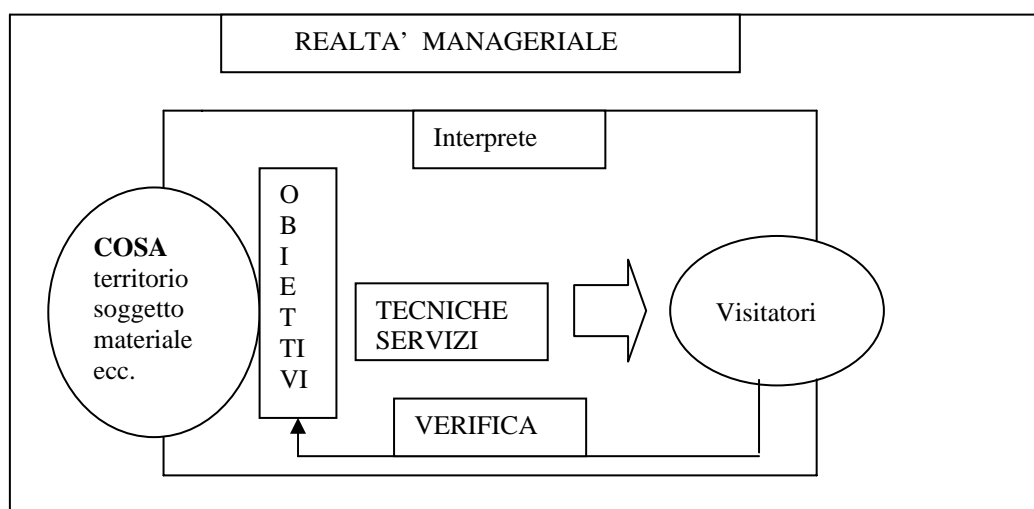 REALTA’ MANAGERIALE
Interprete
COSA
territorio
soggetto
materiale
ecc.
O
B
I
E
T
TI
VI
TECNICHE
SERVIZI
Visitatori
VERIFICA